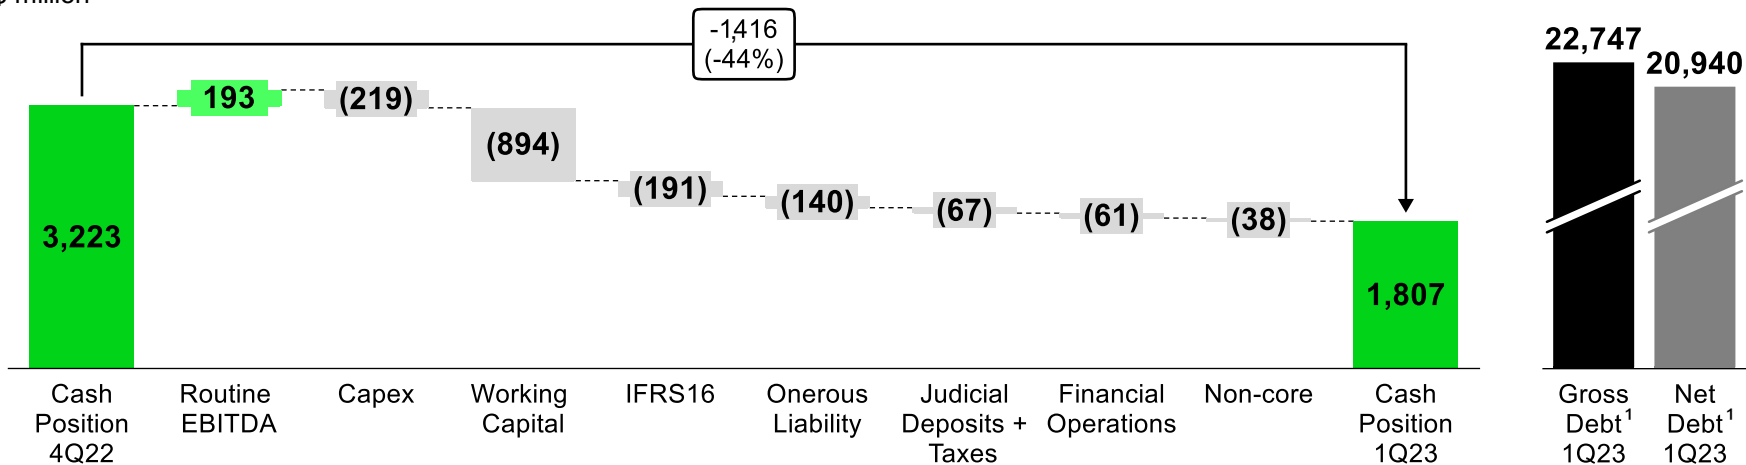 million
-1,416
(-44%)
22,747
20,940
193
(219)
(894)
(191)
(140)
(67)
(61)
(38)
3,223
1,807
Cash
Position
4Q22
Routine
EBITDA
Capex
Working
Capital
IFRS16
Onerous
Liability
Judicial
Deposits +
Taxes
Financial
Operations
Non-core
Cash
Position
1Q23
Gross
Debt¹
1Q23
Net
Debt¹
1Q23